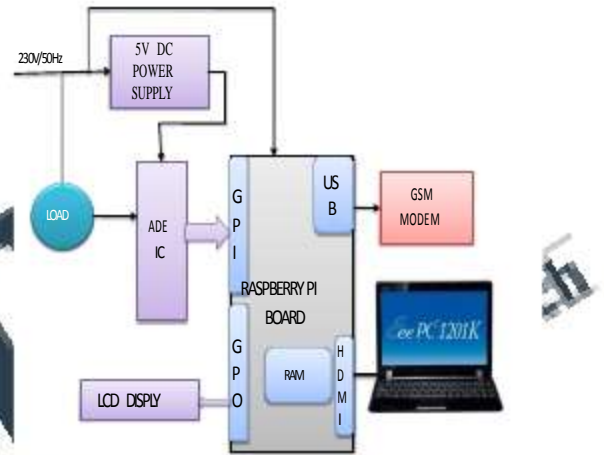 230V/50Hz
5V DC
POWER
SUPPLY
LOAD
ADE
IC
G
P
I
US
B
GSM
MODEM
RASPBERRY PI
BOARD
G
P
O
RAM
H
D
M
I
Eee PC 1201K
LCD DISPLY